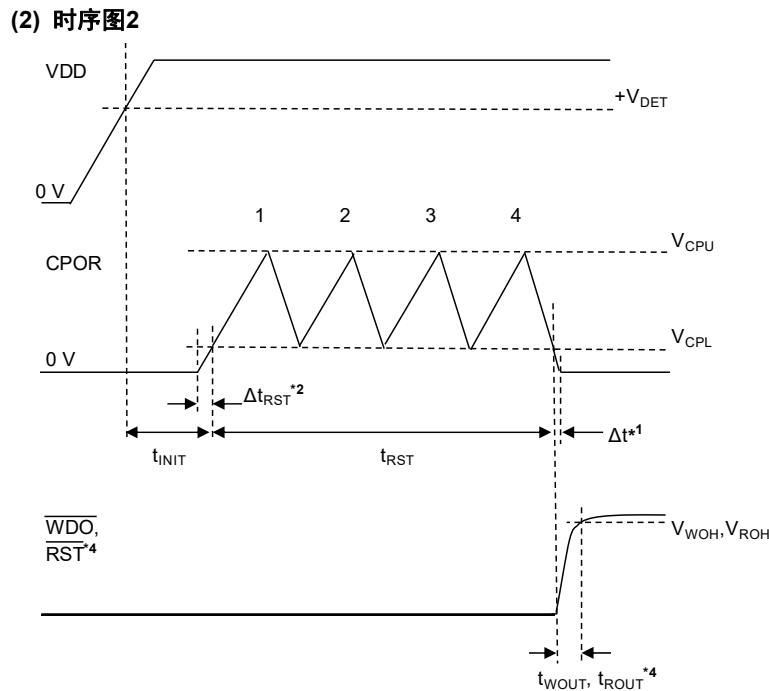 (2) 时序图2
VDD
+VDET
0 V
1 2 3 4
VCPU
CPOR
VCPL
0 V
ΔtRST*2
Δt*1
tINIT
tRST
WDO,
RST*4
VWOH,VROH
tWOUT, tROUT*4